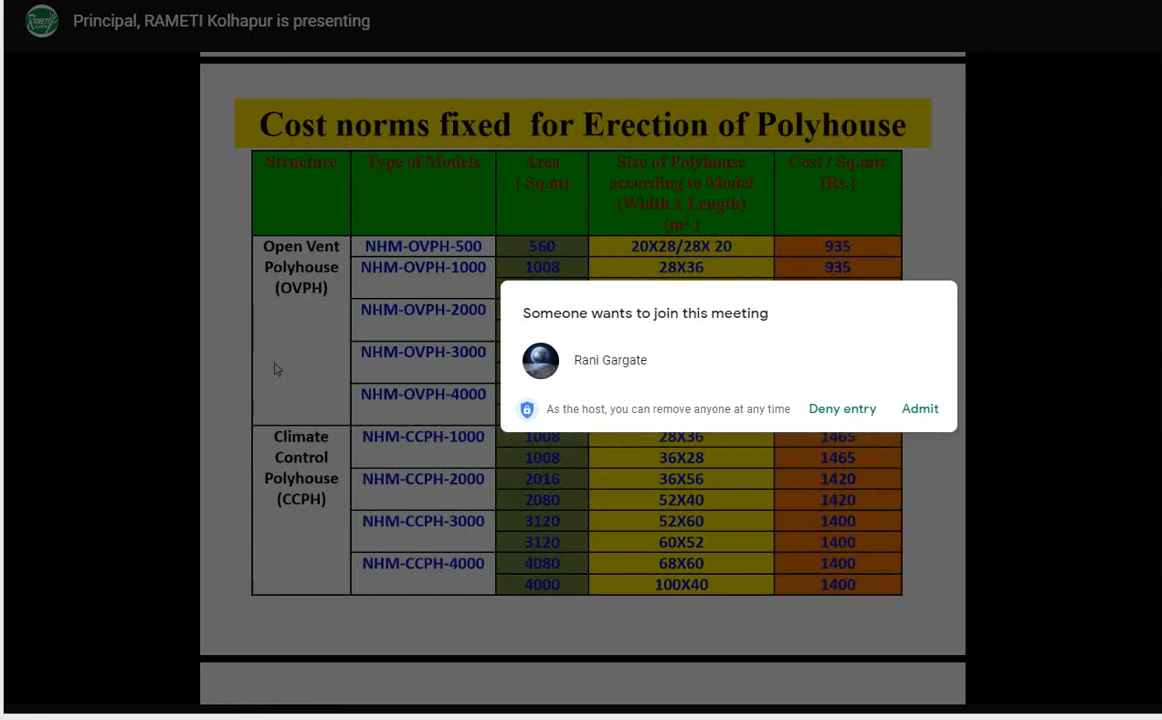 Principal, RAMETI Kolhapur is presenting
Cost norms fixed for Erection of Polyhouse
Structure Type of Models Area Size of Polyhouse Cost / Sq.mtr
( Sq.m) according to Model (Rs.)
(Width x Length)
(m² )
Open Vent NHM-OVPH-500 560 20X28/28X 20 935
Polyhouse NHM-OVPH-1000 1008 28X36 935
(OVPH)
NHM-OVPH-2000
Someone wants to join this meeting
NHM-OVPH-3000
Rani Gargate
NHM-OVPH-4000
As the host, you can remove anyone at any time Deny entry Admit
Climate NHM-CCPH-1000 1008 28X36 1465
Control 1008 36X28 1465
Polyhouse NHM-CCPH-2000 2016 36X56 1420
(CCPH) 2080 52X40 1420
NHM-CCPH-3000 3120 52X60 1400
3120 60X52 1400
NHM-CCPH-4000 4080 68X60 1400
4000 100X40 1400